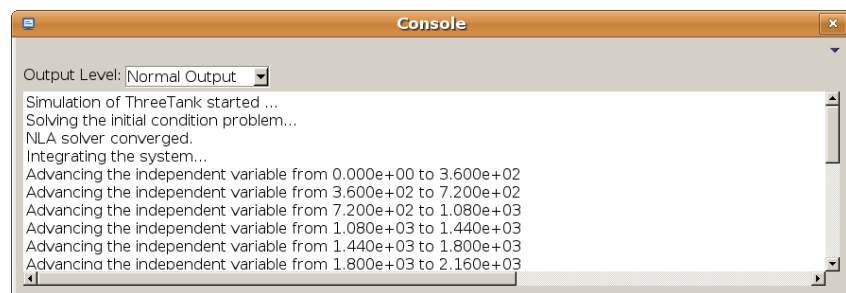 Console
Output Level: Normal Output
Simulation of ThreeTank started ...
Solving the initial condition problem...
NLA solver converged.
Integrating the system...
Advancing the independent variable from 0.000e+00 to 3.600e+02
Advancing the independent variable from 3.600e+02 to 7.200e+02
Advancing the independent variable from 7.200e+02 to 1.080e+03
Advancing the independent variable from 1.080e+03 to 1.440e+03
Advancing the independent variable from 1.440e+03 to 1.800e+03
Advancing the independent variable from 1.800e+03 to 2.160e+03